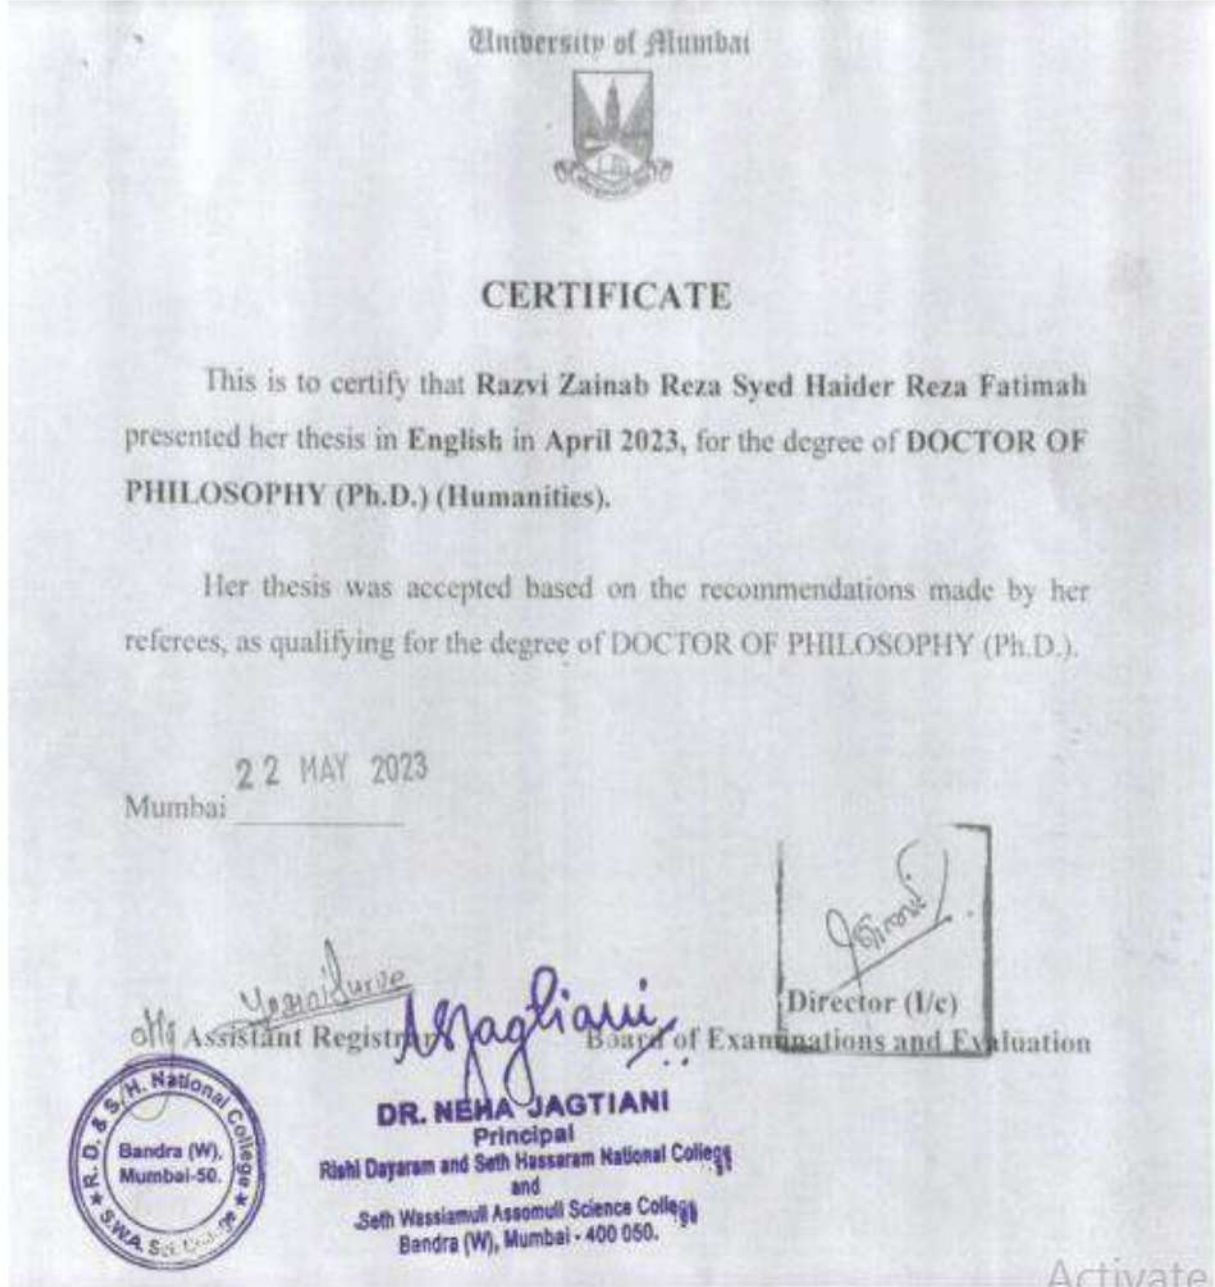 University of Mumbai
CERTIFICATE
This is to certify that Razvi Zainab Reza Syed Haider Reza Fatimah
presented her thesis in English in April 2023, for the degree of DOCTOR OF
PHILOSOPHY (Ph.D.) (Humanities).
Her thesis was accepted based on the recommendations made by her
referees, as qualifying for the degree of DOCTOR OF PHILOSOPHY (Ph.D.).
22 MAY 2023
Mumbai
Director (I/c)
Assistant Registrar
Board of Examinations and Evaluation
R.D. & S.H. National College
Bandra (W),
Mumbai-50.
S.W.A. Sci.
DR. NEHA JAGTIANI
Principal
Rishi Dayaram and Seth Hassaram National College
and
Seth Wassiamull Assomull Science College
Bandra (W), Mumbai - 400 050.
Activate